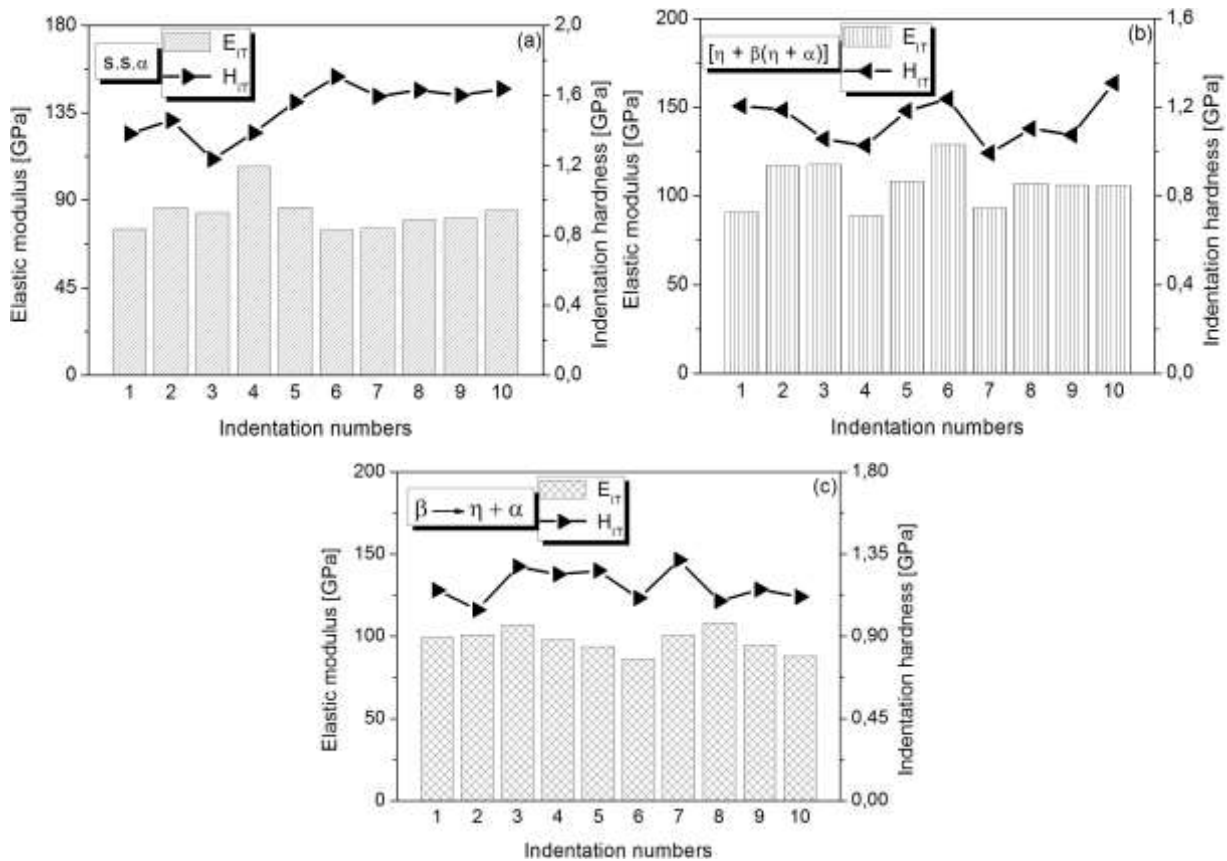 (a)
s.s.α
E_IT
H_IT
Elastic modulus [GPa]
180
135
90
45
0
Indentation hardness [GPa]
2,0
1,6
1,2
0,8
0,4
0,0
1 2 3 4 5 6 7 8 9 10
Indentation numbers
(b)
[η + β(η + α)]
E_IT
H_IT
Elastic modulus [GPa]
200
150
100
50
0
Indentation hardness [GPa]
1,6
1,2
0,8
0,4
0,0
1 2 3 4 5 6 7 8 9 10
Indentation numbers
(c)
β → η + α
E_IT
H_IT
Elastic modulus [GPa]
200
150
100
50
0
Indentation hardness [GPa]
1,80
1,35
0,90
0,45
0,00
1 2 3 4 5 6 7 8 9 10
Indentation numbers